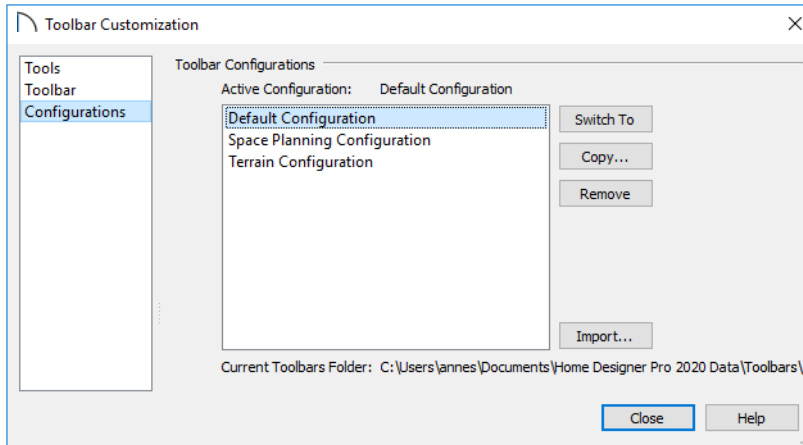 Toolbar Customization
Tools
Toolbar
Configurations
Toolbar Configurations
Active Configuration: Default Configuration
Default Configuration
Space Planning Configuration
Terrain Configuration
Switch To
Copy...
Remove
Import...
Current Toolbars Folder: C:\Users\annes\Documents\Home Designer Pro 2020 Data\Toolbars\
Close
Help